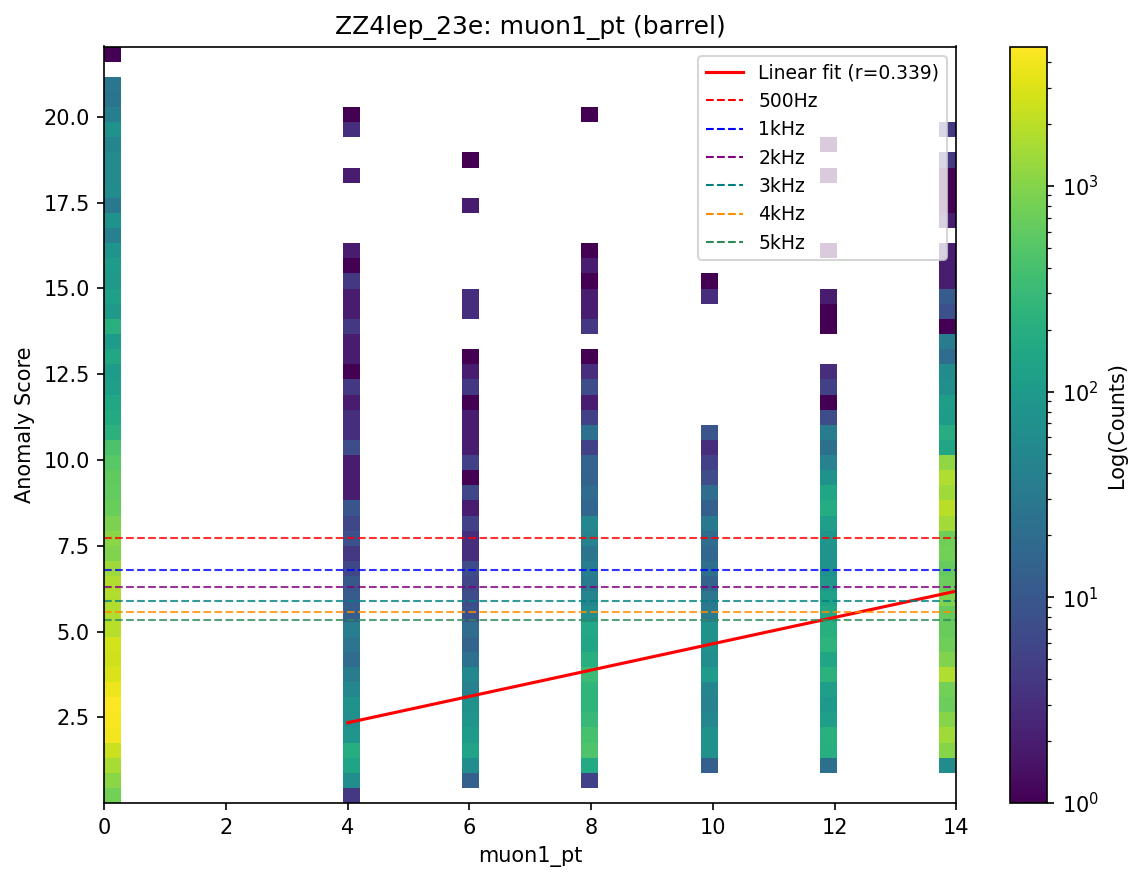 ZZ4lep_23e: muon1_pt (barrel)
Linear fit (r=0.339)
500Hz
1kHz
2kHz
3kHz
4kHz
5kHz
20.0
17.5
15.0
12.5
10.0
7.5
5.0
2.5
Anomaly Score
0 2 4 6 8 10 12 14
muon1_pt
10³
10²
10¹
10⁰
Log(Counts)